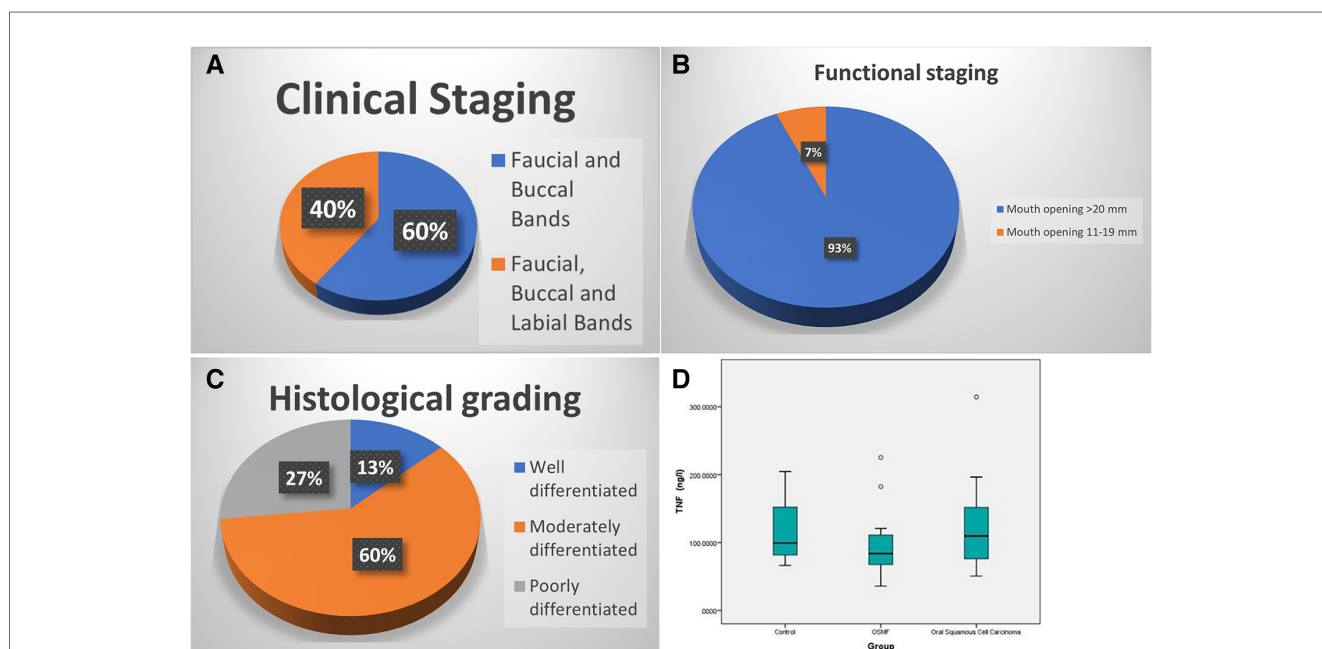 A
Clinical Staging
40%
60%
Faucial and
Buccal
Bands
Faucial,
Buccal and
Labial Bands
B
Functional staging
7%
93%
Mouth opening >20 mm
Mouth opening 11-19 mm
C
Histological grading
27%
13%
60%
Well
differentiated
Moderately
differentiated
Poorly
differentiated
D
TNF (ng/l)
300.0000
200.0000
100.0000
.0000
Control
OSMF
Oral Squamous Cell Carcinoma
Group